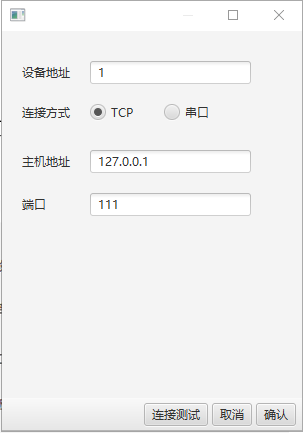 设备地址 1
连接方式 TCP 串口
主机地址 127.0.0.1
端口 111
连接测试 取消 确认